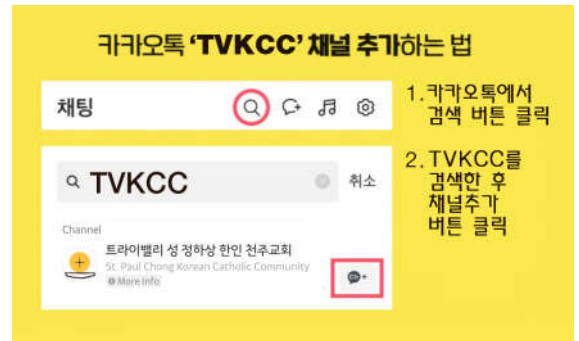 카카오톡 ‘TVKCC’ 채널 추가하는 법
채팅
1. 카카오톡에서
검색 버튼 클릭
TVKCC
취소
Channel
트라이밸리 성 정하상 한인 천주교회
St. Paul Chong Korean Catholic Community
More Info
Ch+
2. TVKCC를
검색한 후
채널추가
버튼 클릭